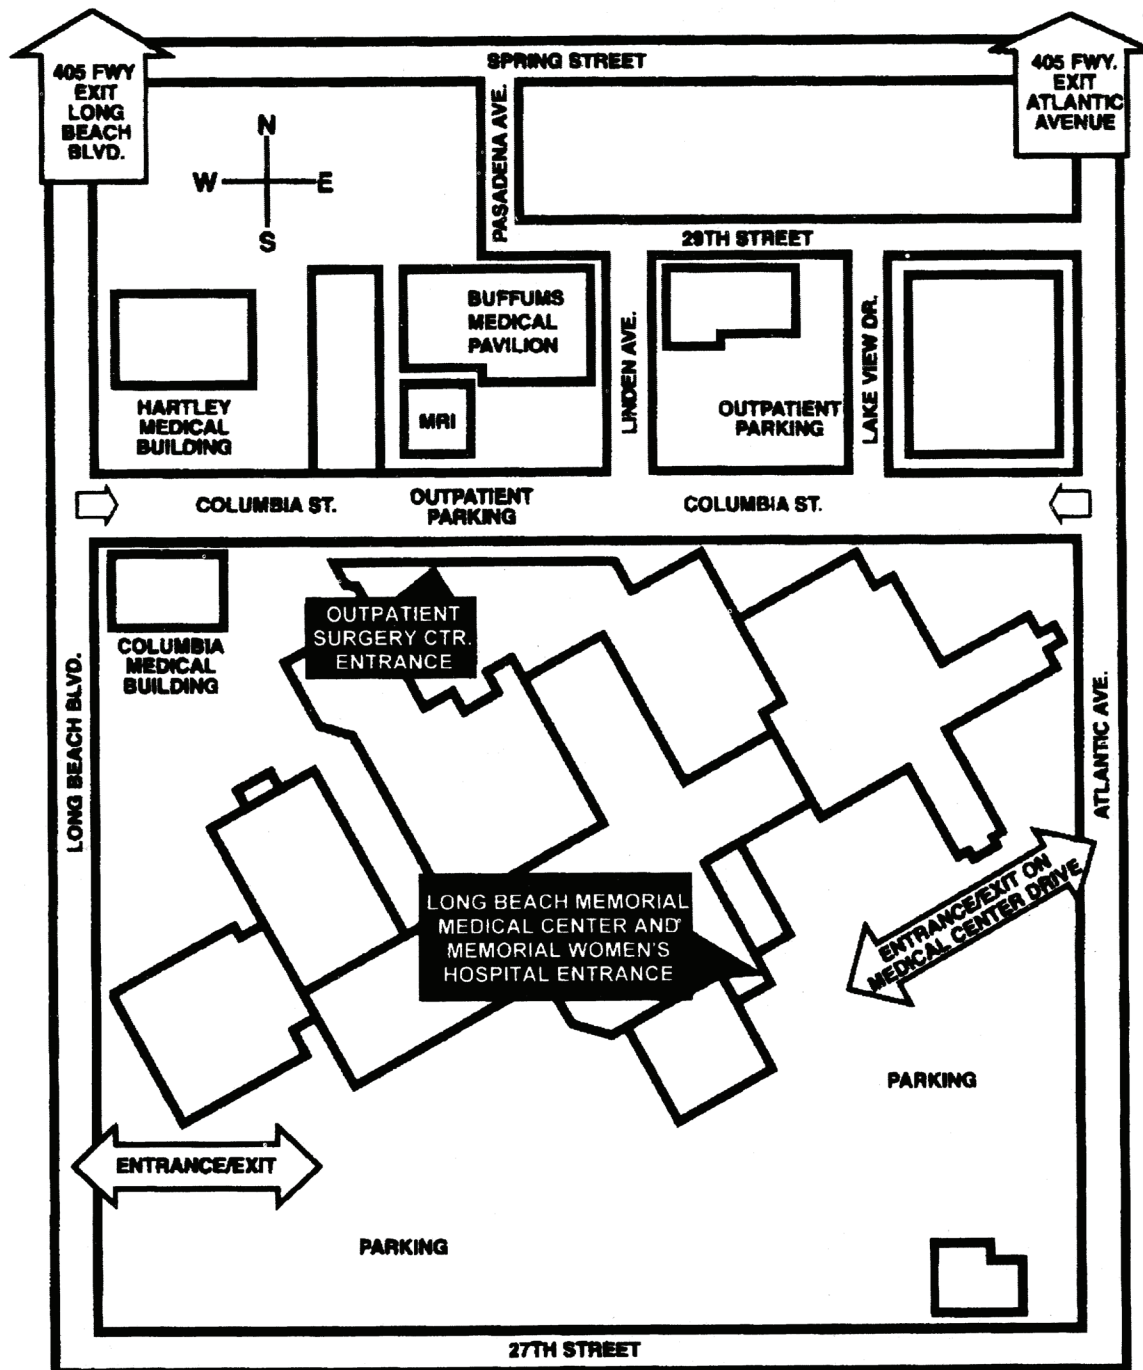 SPRING STREET
405 FWY
EXIT
LONG
BEACH
BLVD.
405 FWY.
EXIT
ATLANTIC
AVENUE
N
W
E
S
PASADENA AVE.
29TH STREET
BUFFUMS
MEDICAL
PAVILION
LINDEN AVE.
LAKE VIEW DR.
HARTLEY
MEDICAL
BUILDING
MRI
OUTPATIENT
PARKING
COLUMBIA ST.
OUTPATIENT
PARKING
COLUMBIA ST.
OUTPATIENT
SURGERY CTR.
ENTRANCE
COLUMBIA
MEDICAL
BUILDING
LONG BEACH BLVD.
ATLANTIC AVE.
LONG BEACH MEMORIAL
MEDICAL CENTER AND
MEMORIAL WOMEN'S
HOSPITAL ENTRANCE
ENTRANCE/EXIT ON
MEDICAL CENTER DRIVE
PARKING
ENTRANCE/EXIT
PARKING
27TH STREET